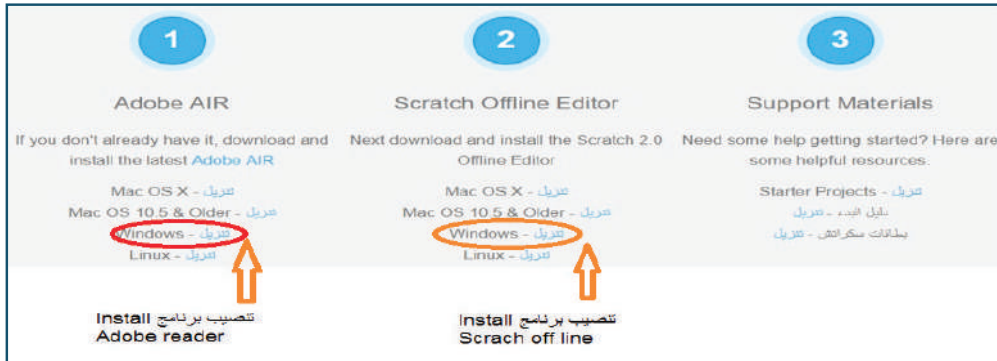 1
Adobe AIR
If you don't already have it, download and
install the latest Adobe AIR
Mac OS X - تنزيل
Mac OS 10.5 & Older - تنزيل
Windows - تنزيل
Linux - تنزيل
تنصيب برنامج Install
Adobe reader
2
Scratch Offline Editor
Next download and install the Scratch 2.0
Offline Editor
Mac OS X - تنزيل
Mac OS 10.5 & Older - تنزيل
Windows - تنزيل
Linux - تنزيل
تنصيب برنامج Install
Scrach off line
3
Support Materials
Need some help getting started? Here are
some helpful resources.
Starter Projects - تنزيل
دليل البدء - تنزيل
بطاقات سكراتش - تنزيل